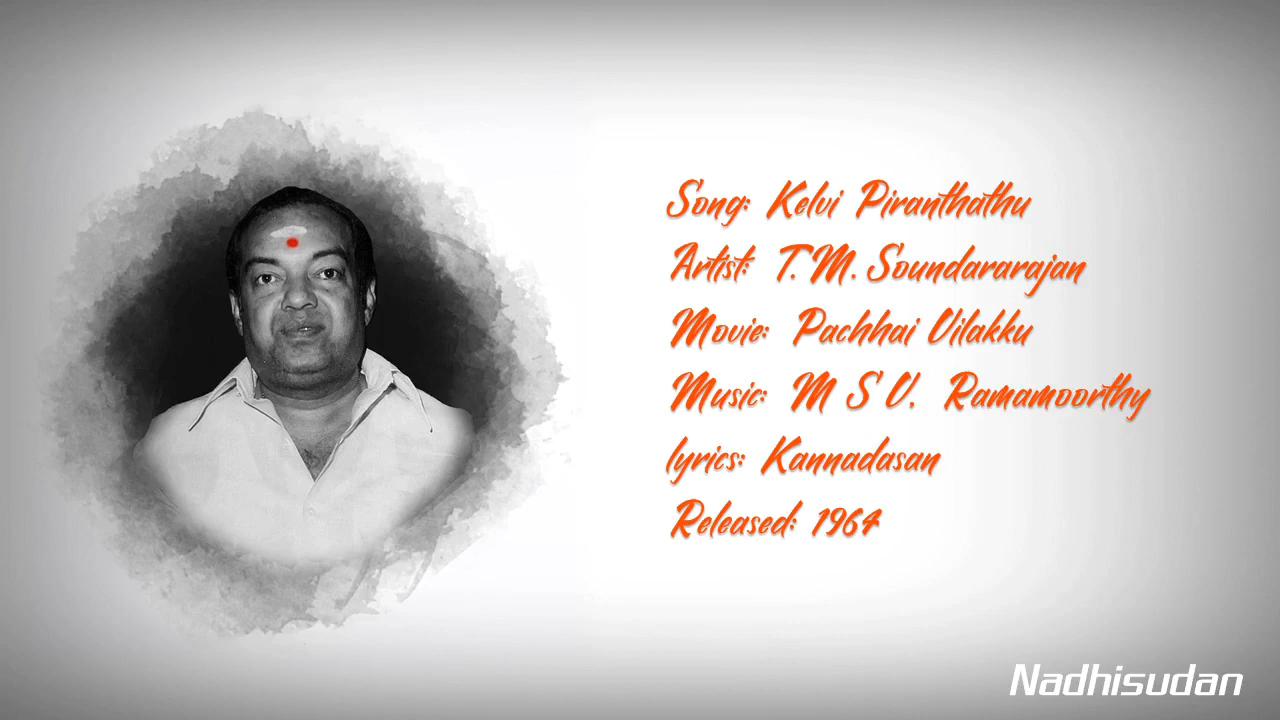 Song: Kelvi Piranthathu
Artist: T.M. Soundararajan
Movie: Pachhai Vilakku
Music: M S V, Ramamoorthy
lyrics: Kannadasan
Released: 1964
Nadhisudan